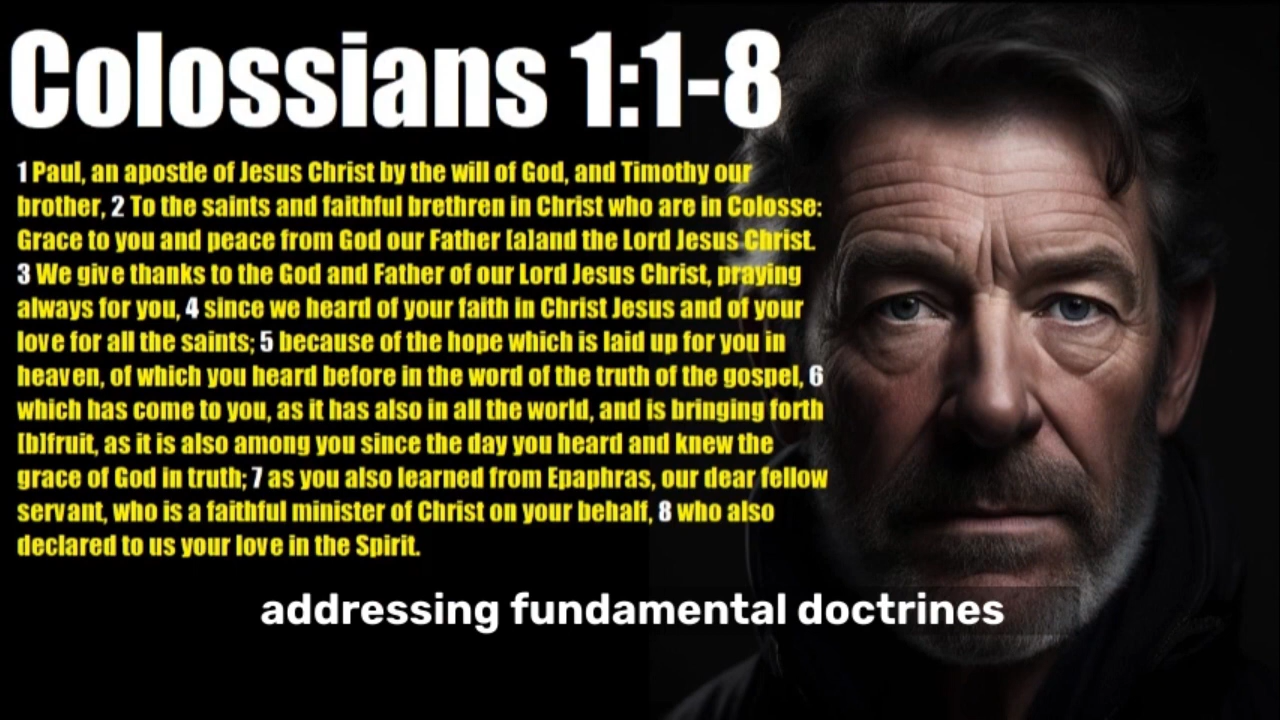 Colossians 1:1-8
1 Paul, an apostle of Jesus Christ by the will of God, and Timothy our
brother, 2 To the saints and faithful brethren in Christ who are in Colosse:
Grace to you and peace from God our Father [a]and the Lord Jesus Christ.
3 We give thanks to the God and Father of our Lord Jesus Christ, praying
always for you, 4 since we heard of your faith in Christ Jesus and of your
love for all the saints; 5 because of the hope which is laid up for you in
heaven, of which you heard before in the word of the truth of the gospel, 6
which has come to you, as it has also in all the world, and is bringing forth
[b]fruit, as it is also among you since the day you heard and knew the
grace of God in truth; 7 as you also learned from Epaphras, our dear fellow
servant, who is a faithful minister of Christ on your behalf, 8 who also
declared to us your love in the Spirit.
addressing fundamental doctrines